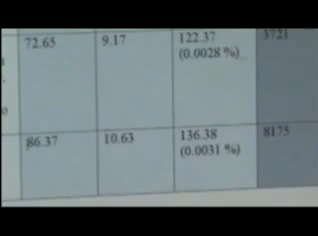 72.65 9.17 122.37 3721
(0.0028 %)
86.37 10.63 136.38 8175
(0.0031 %)